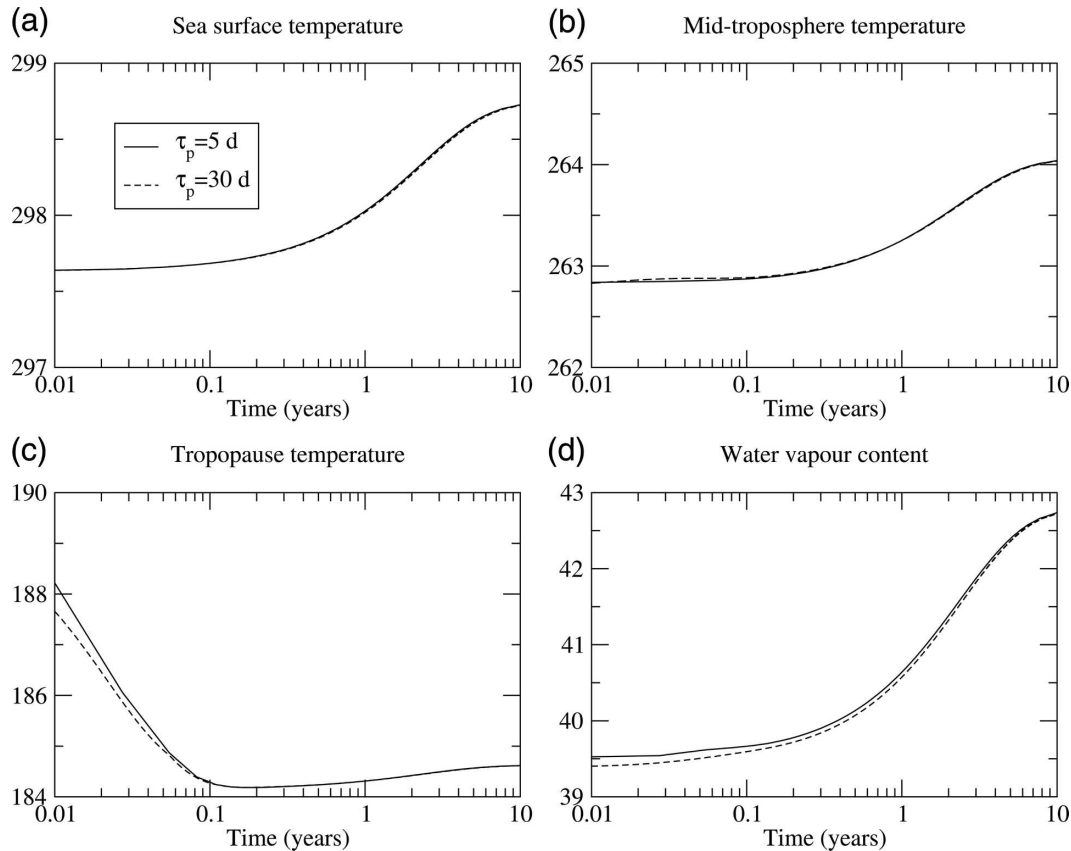 (a) Sea surface temperature
299
298
297
τp=5 d
τp=30 d
0.01 0.1 1 10
Time (years)
(b) Mid-troposphere temperature
265
264
263
262
0.01 0.1 1 10
Time (years)
(c) Tropopause temperature
190
188
186
184
0.01 0.1 1 10
Time (years)
(d) Water vapour content
43
42
41
40
39
0.01 0.1 1 10
Time (years)